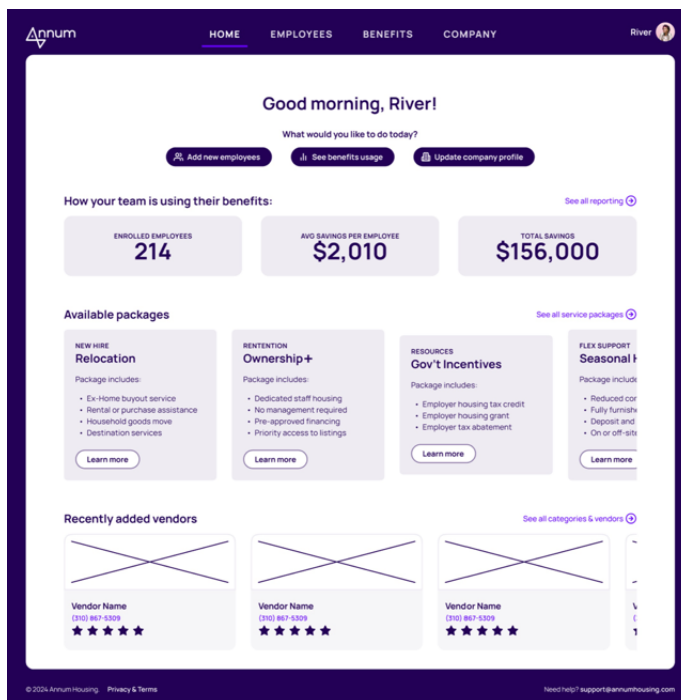 Annum
HOME
EMPLOYEES
BENEFITS
COMPANY
River
Good morning, River!
What would you like to do today?
Add new employees
See benefits usage
Update company profile
How your team is using their benefits:
See all reporting
ENROLLED EMPLOYEES
214
AVG SAVINGS PER EMPLOYEE
$2,010
TOTAL SAVINGS
$156,000
Available packages
See all service packages
NEW HIRE
Relocation
Package includes:
• Ex-Home buyout service
• Rental or purchase assistance
• Household goods move
• Destination services
Learn more
RENTENTION
Ownership+
Package includes:
• Dedicated staff housing
• No management required
• Pre-approved financing
• Priority access to listings
Learn more
RESOURCES
Gov't Incentives
Package includes:
• Employer housing tax credit
• Employer housing grant
• Employer tax abatement
Learn more
FLEX SUPPORT
Seasonal
Package include
• Reduced
• Fully furnish
• Deposit and
• On or off-site
Learn more
Recently added vendors
See all categories & vendors
Vendor Name
(310) 867-5309
Vendor Name
(310) 867-5309
Vendor Name
(310) 867-5309
© 2024 Annum Housing.
Privacy & Terms
Need help? support@annumhousing.com